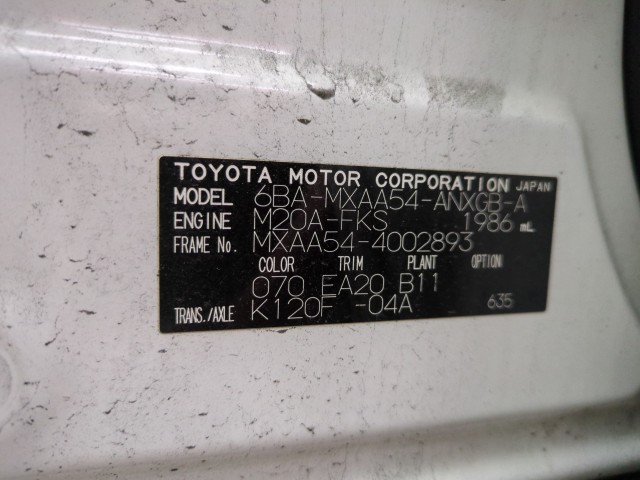 TOYOTA MOTOR CORPORATION JAPAN
MODEL 6BA-MXAA54-ANXGB-A
ENGINE M20A-FKS 1986 mL
FRAME No. MXAA54-4002893
COLOR TRIM PLANT OPTION
070 EA20 B11
TRANS./AXLE K120F -04A 635